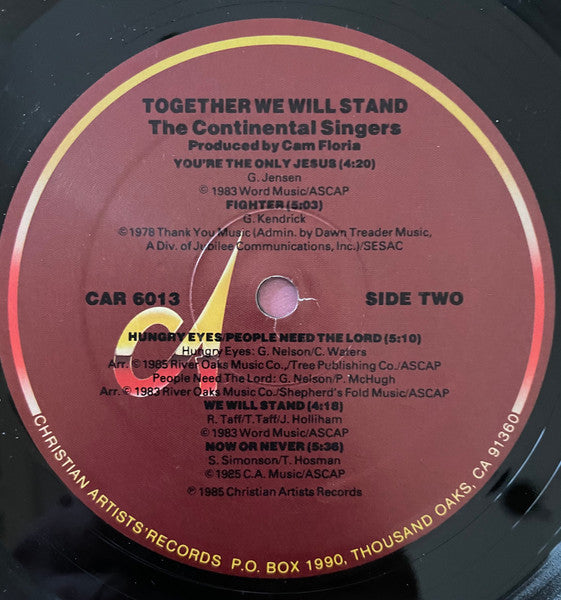 TOGETHER WE WILL STAND
The Continental Singers
Produced by Cam Floria
YOU'RE THE ONLY JESUS (4:20)
G. Jensen
© 1983 Word Music/ASCAP
FIGHTER (5:03)
G. Kendrick
©1978 Thank You Music (Admin. by Dawn Treader Music,
A Div. of Jubilee Communications, Inc.)/SESAC
CAR 6013
SIDE TWO
CA
HUNGRY EYES/PEOPLE NEED THE LORD (5:10)
Hungry Eyes: G. Nelson/C. Waters
Arr. © 1985 River Oaks Music Co./Tree Publishing Co./ASCAP
People Need The Lord: G. Nelson/P. McHugh
Arr. © 1983 River Oaks Music Co./Shepherd's Fold Music/ASCAP
WE WILL STAND (4:18)
R. Taff/T. Taff/J. Holliham
© 1983 Word Music/ASCAP
NOW OR NEVER (5:36)
S. Simonson/T. Hosman
© 1985 C.A. Music/ASCAP
℗ 1985 Christian Artists Records
CHRISTIAN ARTISTS' RECORDS P.O. BOX 1990, THOUSAND OAKS, CA 91360